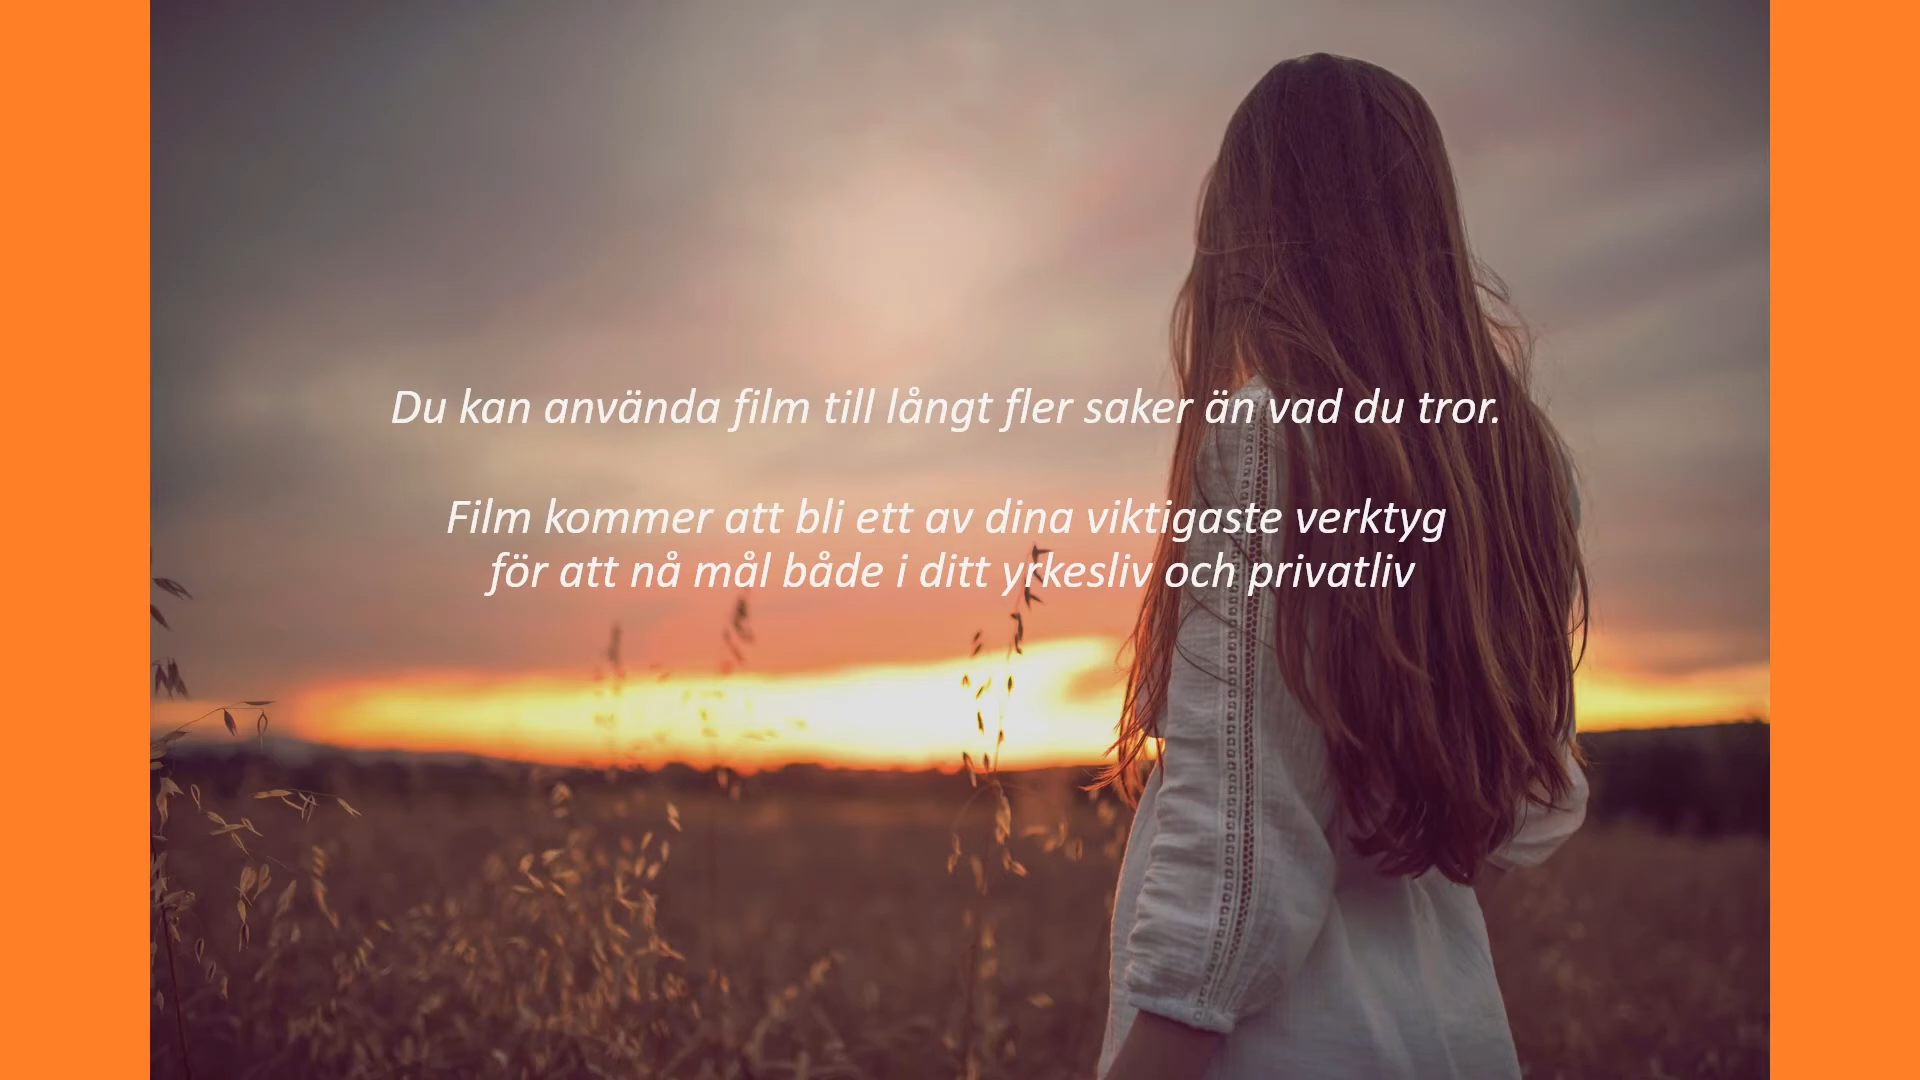 Du kan använda film till långt fler saker än vad du tror.
Film kommer att bli ett av dina viktigaste verktyg
för att nå mål både i ditt yrkesliv och privatliv